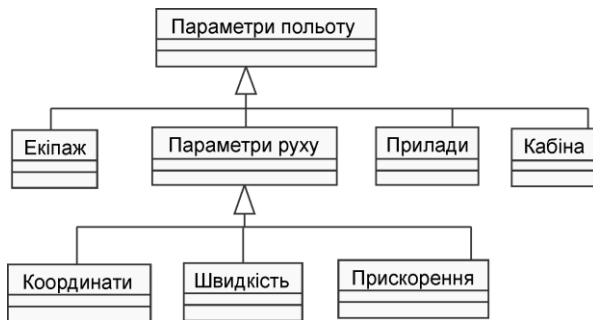 Параметри польоту
Екіпаж
Параметри руху
Прилади
Кабіна
Координати
Швидкість
Прискорення